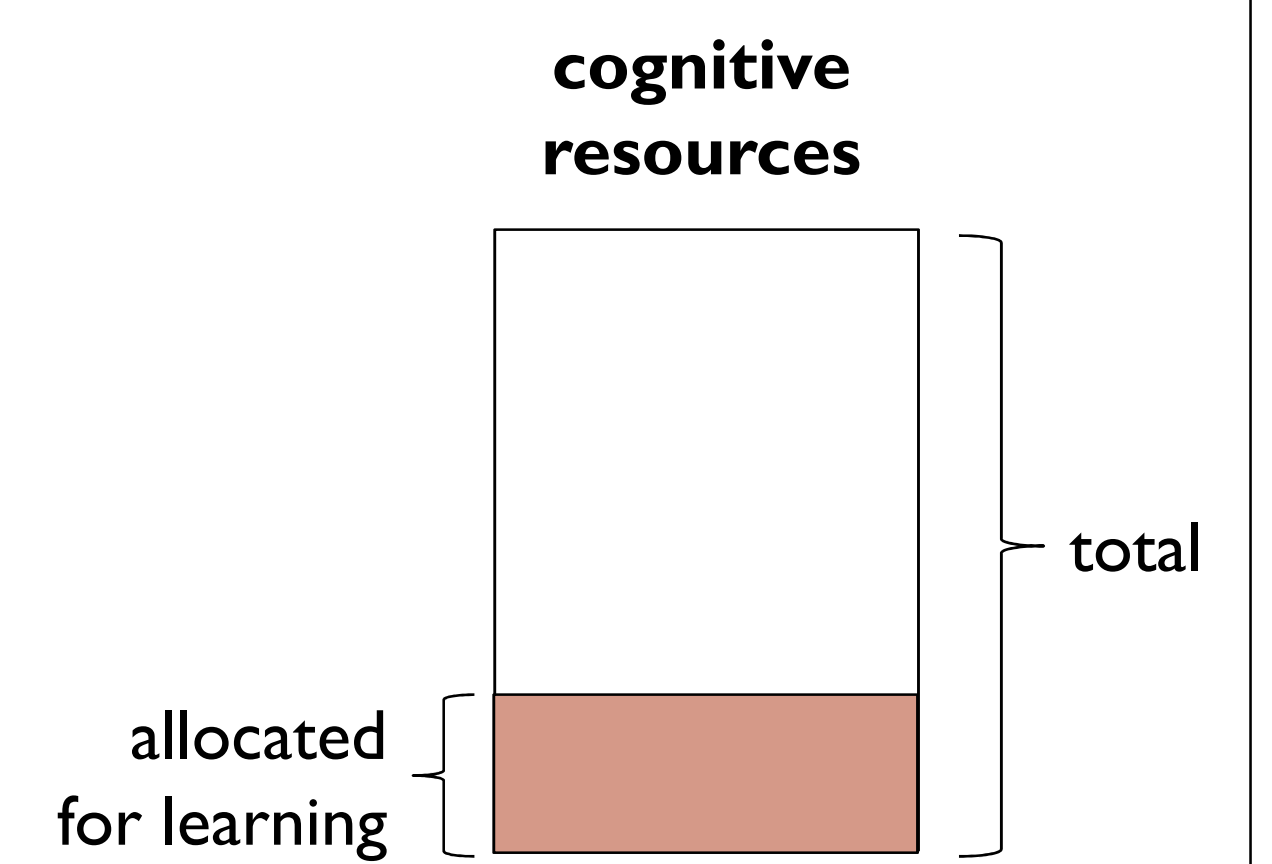 cognitive
resources
total
allocated
for learning